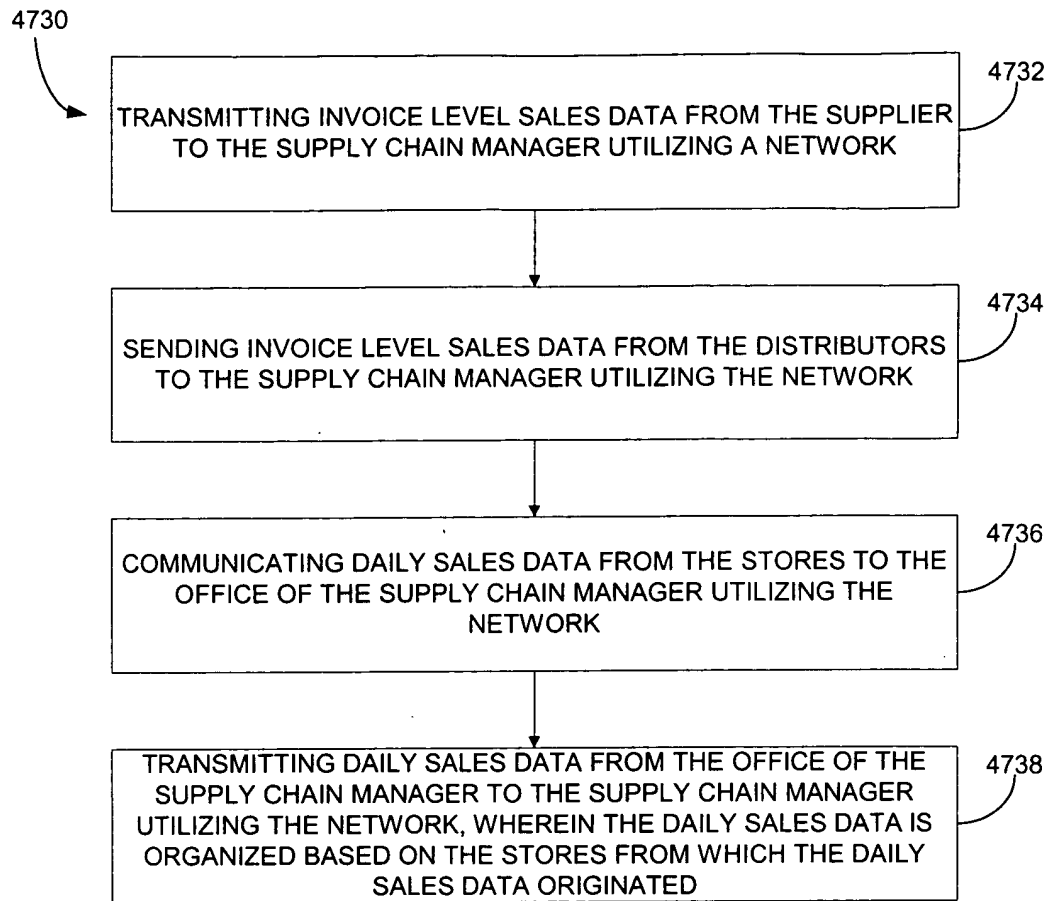 4730
4732
TRANSMITTING INVOICE LEVEL SALES DATA FROM THE SUPPLIER
TO THE SUPPLY CHAIN MANAGER UTILIZING A NETWORK
4734
SENDING INVOICE LEVEL SALES DATA FROM THE DISTRIBUTORS
TO THE SUPPLY CHAIN MANAGER UTILIZING THE NETWORK
4736
COMMUNICATING DAILY SALES DATA FROM THE STORES TO THE
OFFICE OF THE SUPPLY CHAIN MANAGER UTILIZING THE
NETWORK
4738
TRANSMITTING DAILY SALES DATA FROM THE OFFICE OF THE
SUPPLY CHAIN MANAGER TO THE SUPPLY CHAIN MANAGER
UTILIZING THE NETWORK, WHEREIN THE DAILY SALES DATA IS
ORGANIZED BASED ON THE STORES FROM WHICH THE DAILY
SALES DATA ORIGINATED